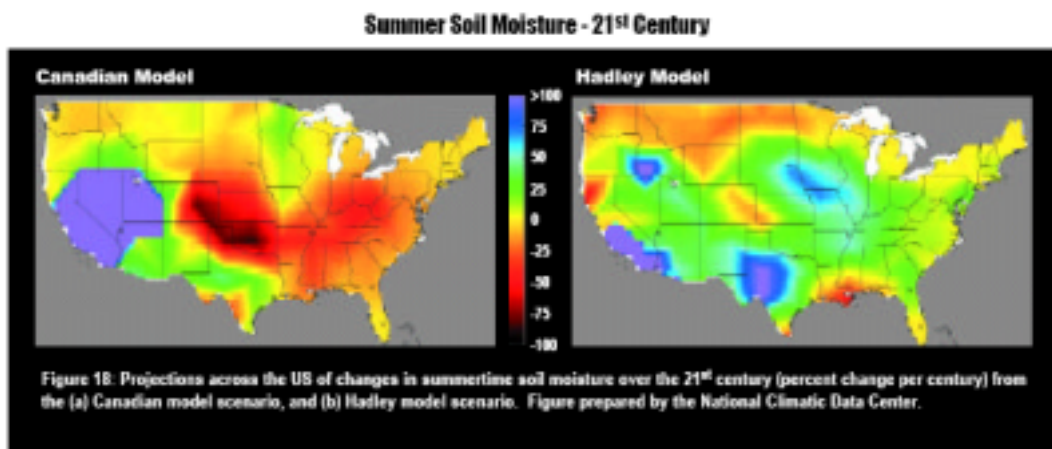 Summer Soil Moisture - 21st Century
Canadian Model
Hadley Model
>100
75
50
25
0
-25
-50
-75
-100
Figure 18: Projections across the US of changes in summertime soil moisture over the 21st century (percent change per century) from
the (a) Canadian model scenario, and (b) Hadley model scenario. Figure prepared by the National Climatic Data Center.